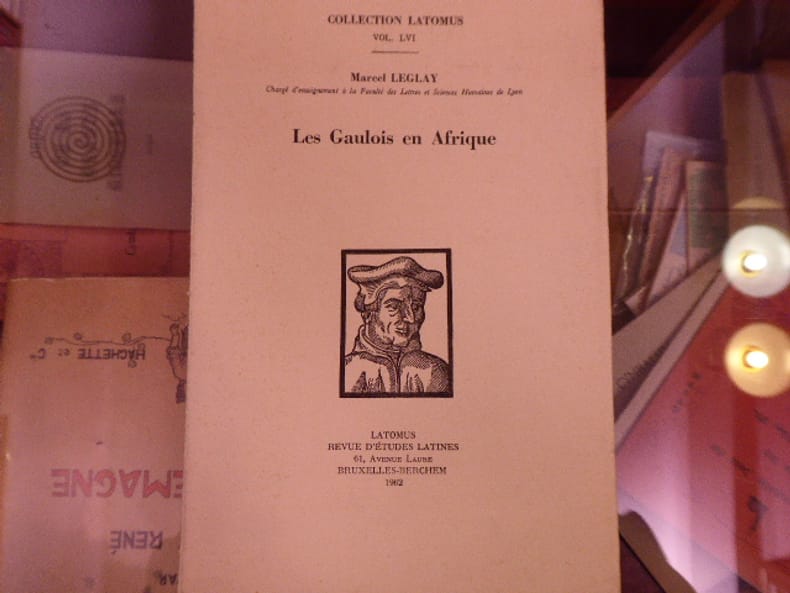 COLLECTION LATOMUS
VOL. LVI
Marcel LEGLAY
Chargé d'enseignement à la Faculté des Lettres et Sciences Humaines de Lyon
Les Gaulois en Afrique
LATOMUS
REVUE D'ÉTUDES LATINES
61, AVENUE LAURE
BRUXELLES-BERCHEM
1962
HACHETTE et Cie
EMAGNE
RENÉ